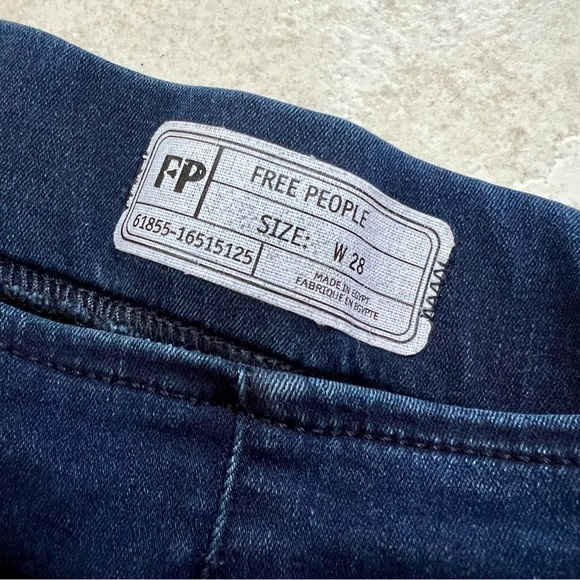 FP
FREE PEOPLE
SIZE: W 28
61855-16515125
MADE IN EGYPT
FABRIQUE EN EGYPTE